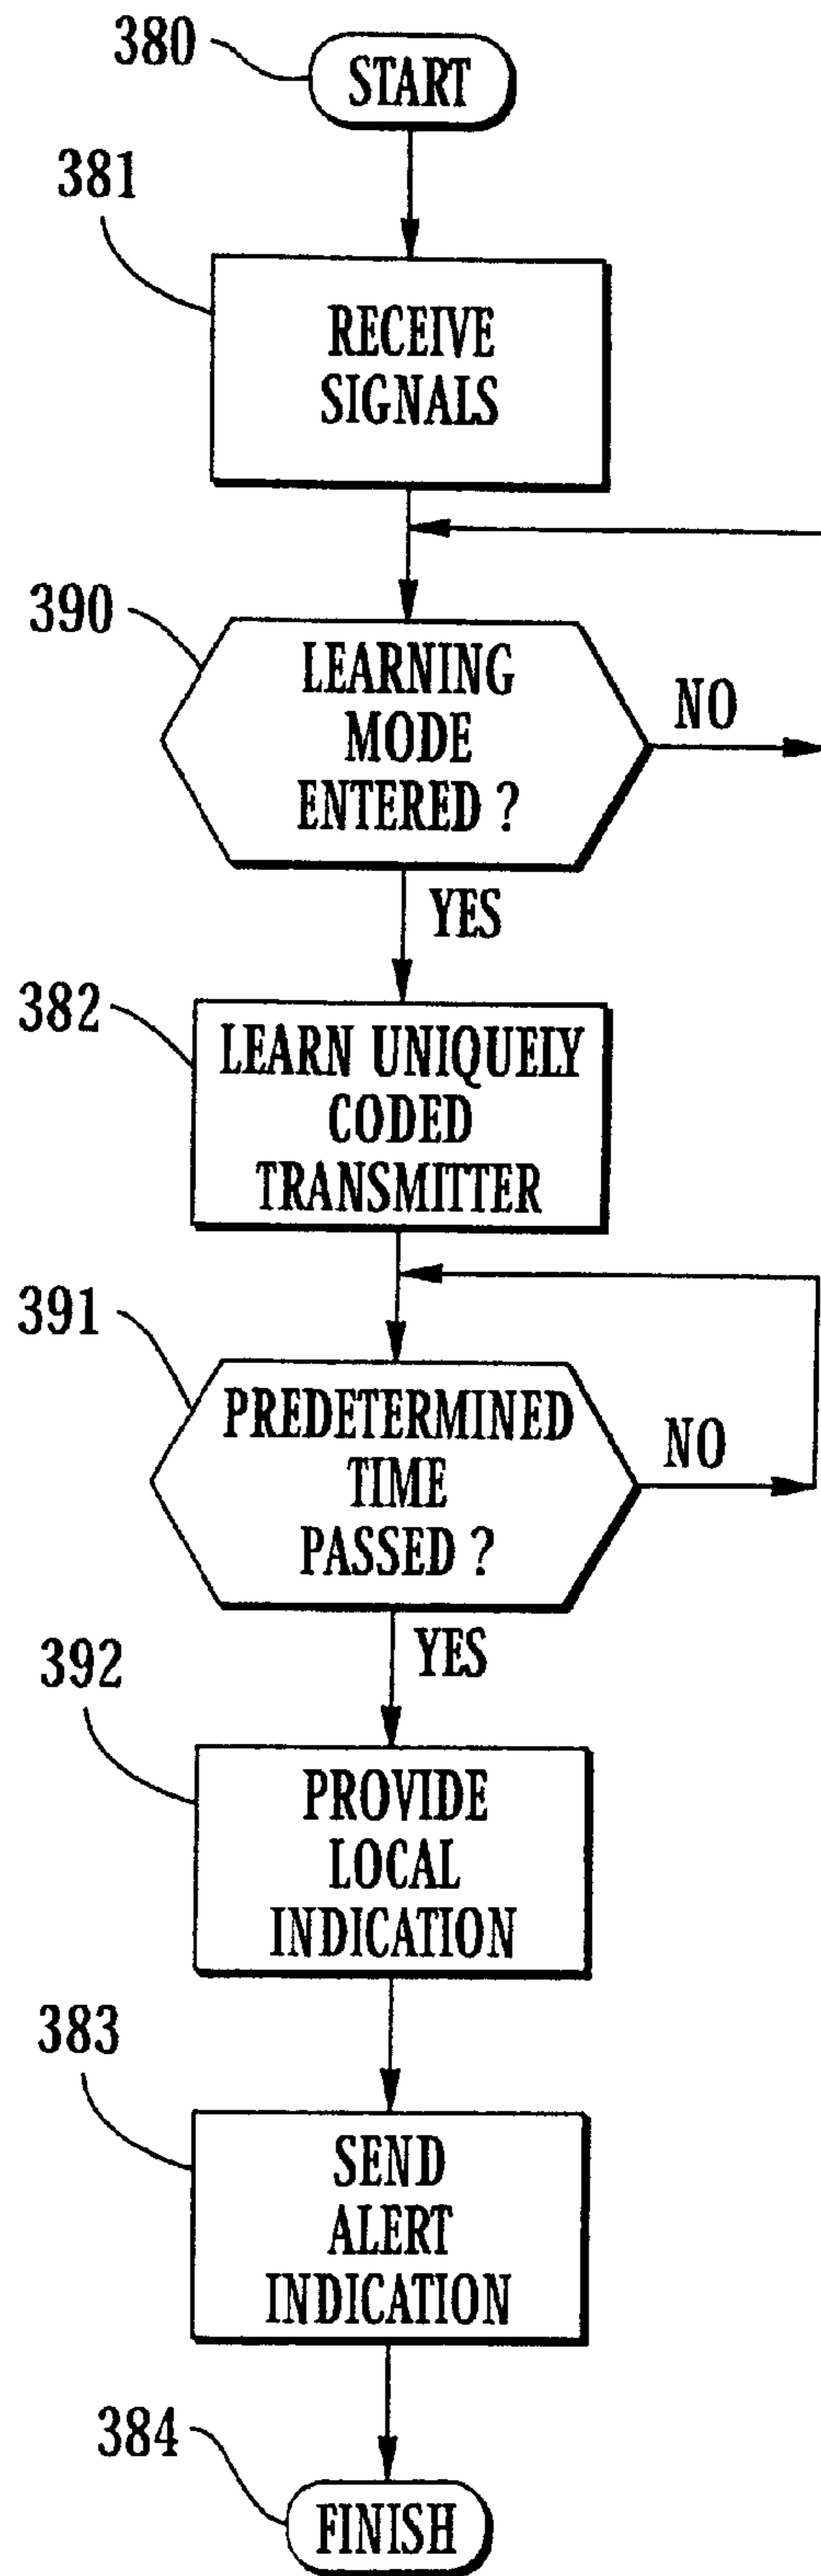 380
START
381
RECEIVE
SIGNALS
390
LEARNING
MODE
ENTERED ?
NO
YES
382
LEARN UNIQUELY
CODED
TRANSMITTER
391
PREDETERMINED
TIME
PASSED ?
NO
YES
392
PROVIDE
LOCAL
INDICATION
383
SEND
ALERT
INDICATION
384
FINISH